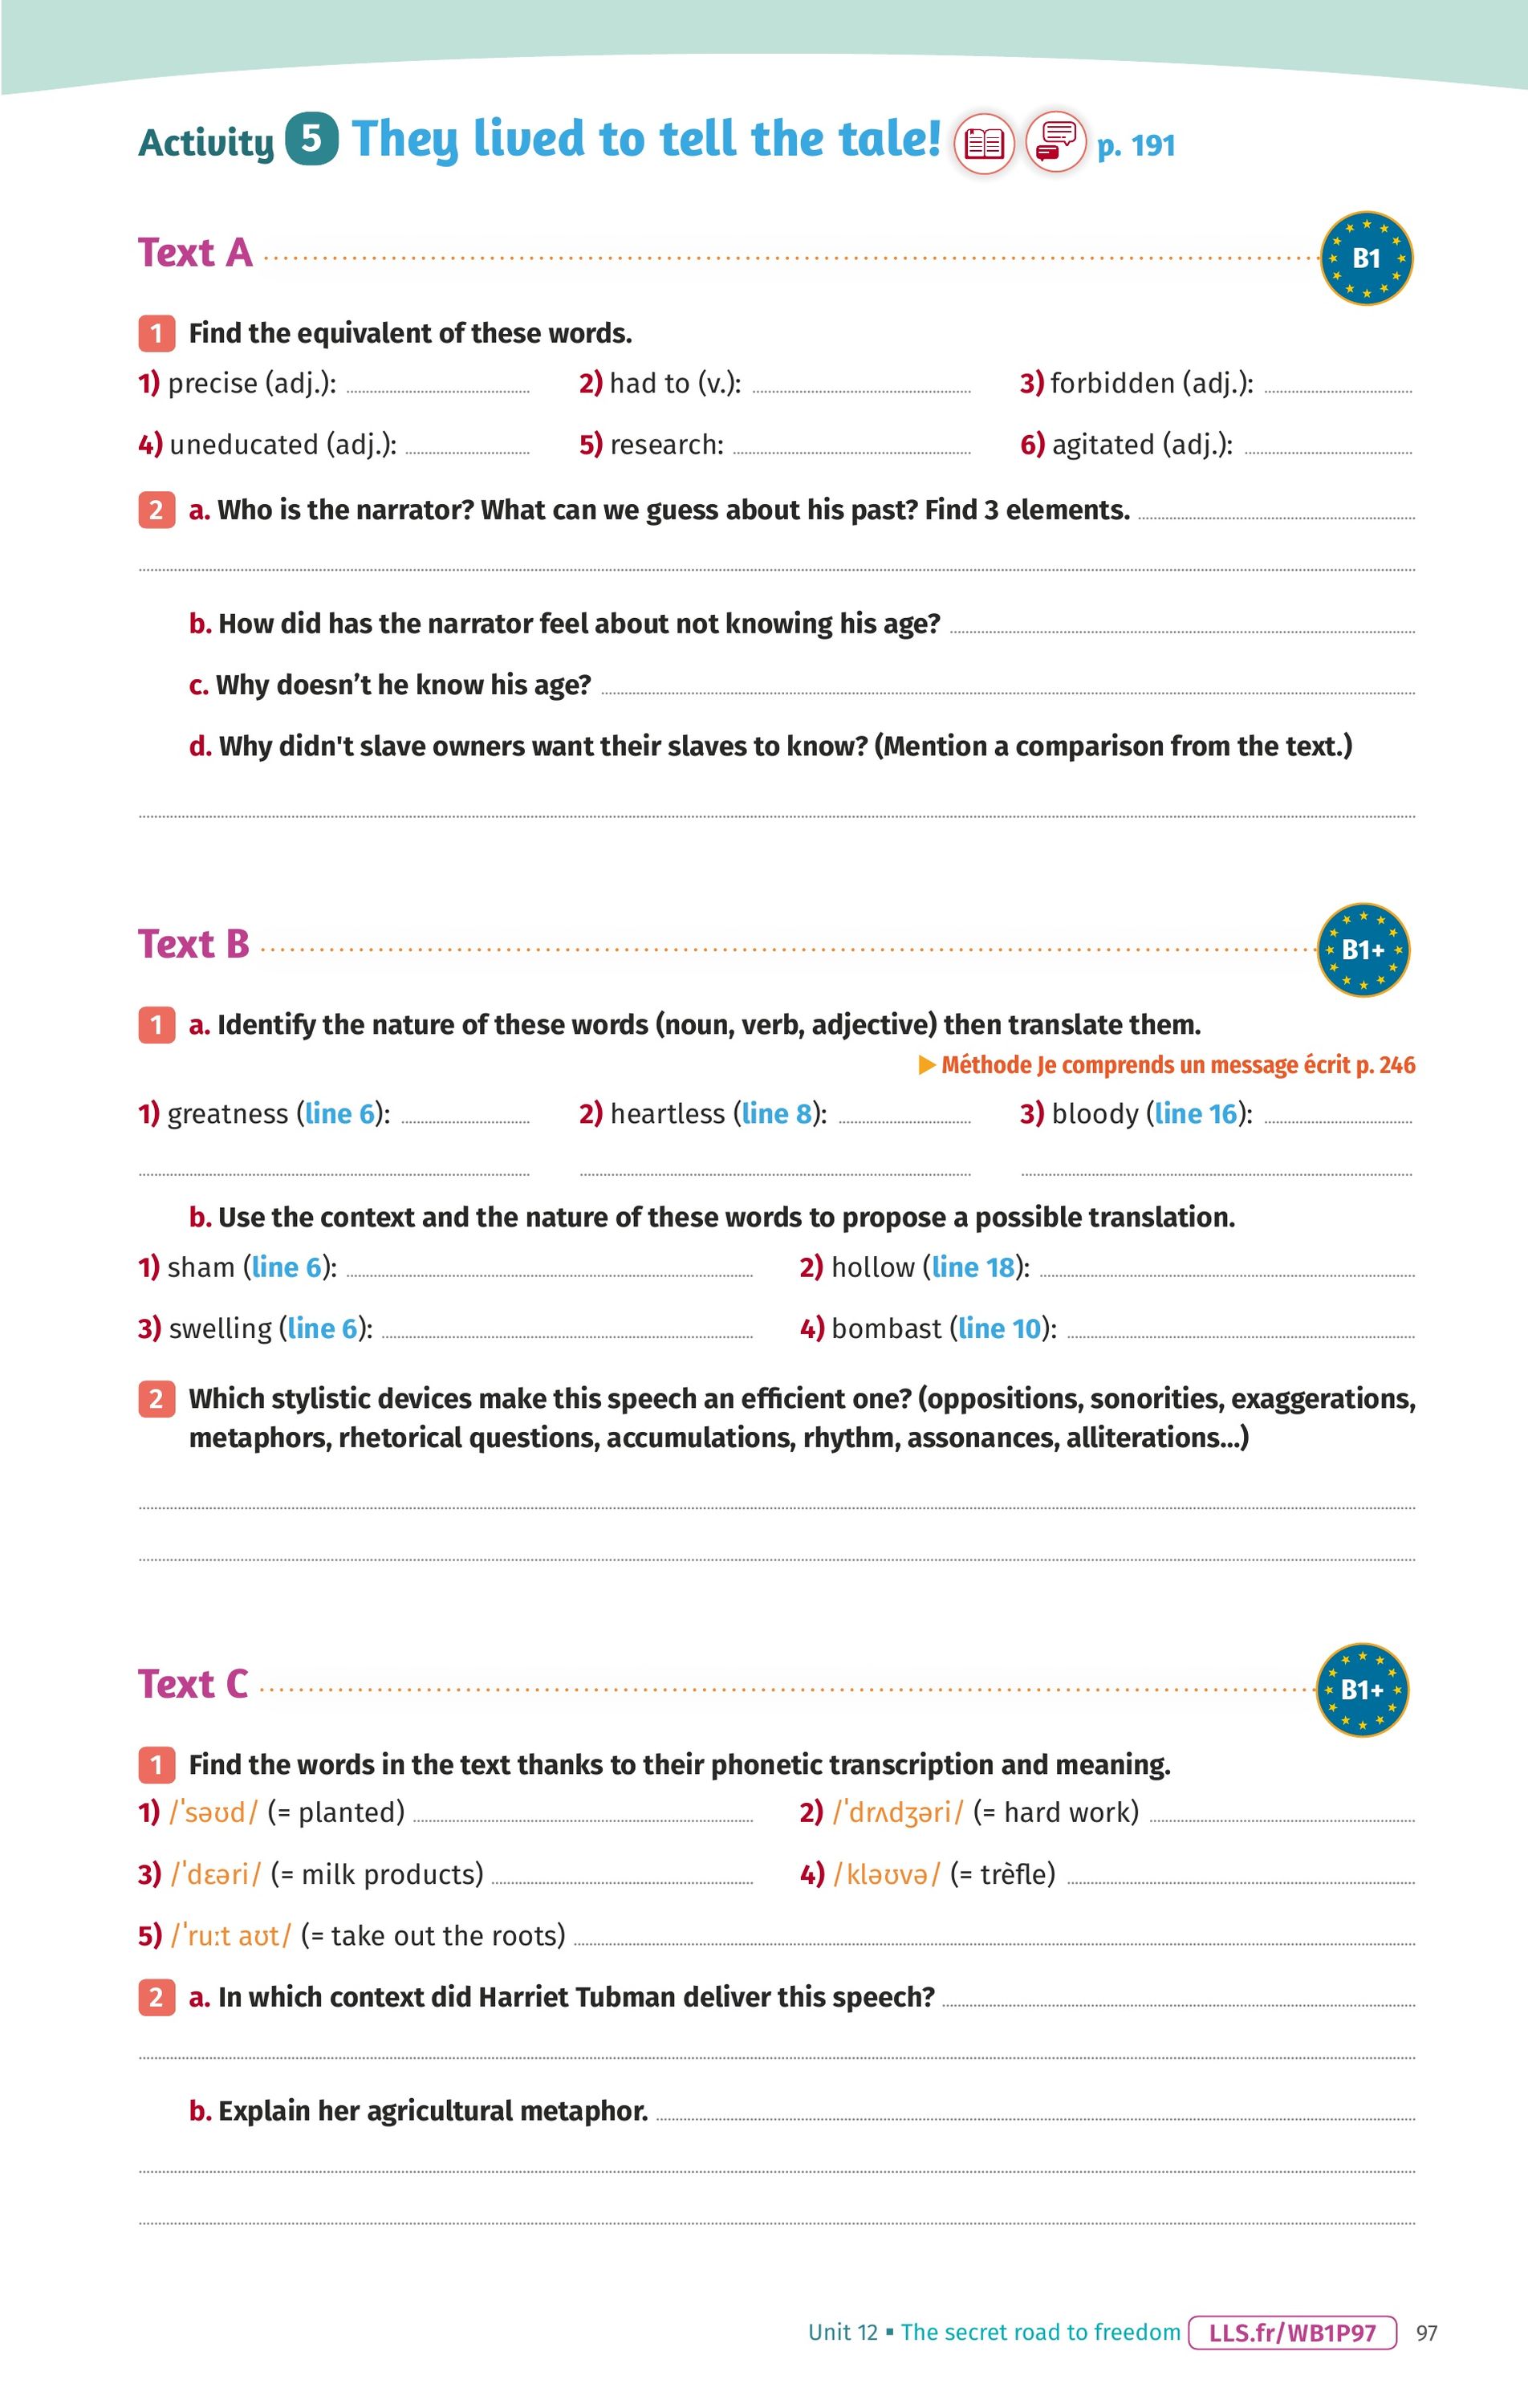 Activity 5 They lived to tell the tale! p. 191
Text A
B1
1 Find the equivalent of these words.
1) precise (adj.): 2) had to (v.): 3) forbidden (adj.):
4) uneducated (adj.): 5) research: 6) agitated (adj.):
2 a. Who is the narrator? What can we guess about his past? Find 3 elements.
b. How did has the narrator feel about not knowing his age?
c. Why doesn’t he know his age?
d. Why didn't slave owners want their slaves to know? (Mention a comparison from the text.)
Text B
B1+
1 a. Identify the nature of these words (noun, verb, adjective) then translate them.
▶ Méthode Je comprends un message écrit p. 246
1) greatness (line 6): 2) heartless (line 8): 3) bloody (line 16):
b. Use the context and the nature of these words to propose a possible translation.
1) sham (line 6): 2) hollow (line 18):
3) swelling (line 6): 4) bombast (line 10):
2 Which stylistic devices make this speech an efficient one? (oppositions, sonorities, exaggerations,
metaphors, rhetorical questions, accumulations, rhythm, assonances, alliterations...)
Text C
B1+
1 Find the words in the text thanks to their phonetic transcription and meaning.
1) /ˈsəʊd/ (= planted) 2) /ˈdrʌdʒəri/ (= hard work)
3) /ˈdɛəri/ (= milk products) 4) /kləʊvə/ (= trèfle)
5) /ˈruːt aʊt/ (= take out the roots)
2 a. In which context did Harriet Tubman deliver this speech?
b. Explain her agricultural metaphor.
Unit 12 ▪ The secret road to freedom LLS.fr/WB1P97 97